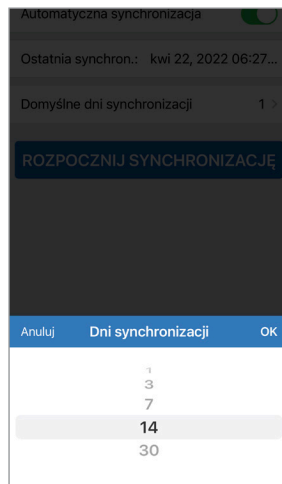 Automatyczna synchronizacja
Ostatnia synchron.: kwi 22, 2022 06:27...
Domyślne dni synchronizacji 1 >
ROZPOCZNIJ SYNCHRONIZACJĘ
Anuluj Dni synchronizacji OK
1
3
7
14
30